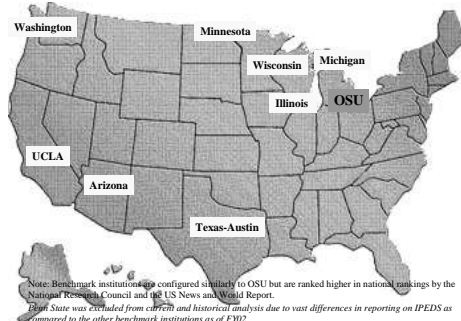 Washington
Minnesota
Wisconsin
Michigan
Illinois
OSU
UCLA
Arizona
Texas-Austin
Note: Benchmark institutions are configured similarly to OSU but are ranked higher in national rankings by the
National Research Council and the US News and World Report.
Penn State was excluded from current and historical analysis due to vast differences in reporting on IPEDS as
compared to the other benchmark institutions as of FY02